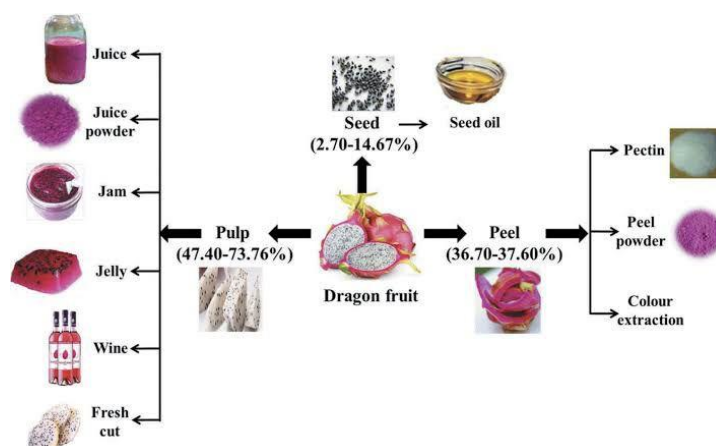 Juice
Juice
powder
Jam
Jelly
Wine
Fresh
cut
Pulp
(47.40-73.76%)
Seed
(2.70-14.67%)
Seed oil
Dragon fruit
Peel
(36.70-37.60%)
Pectin
Peel
powder
Colour
extraction